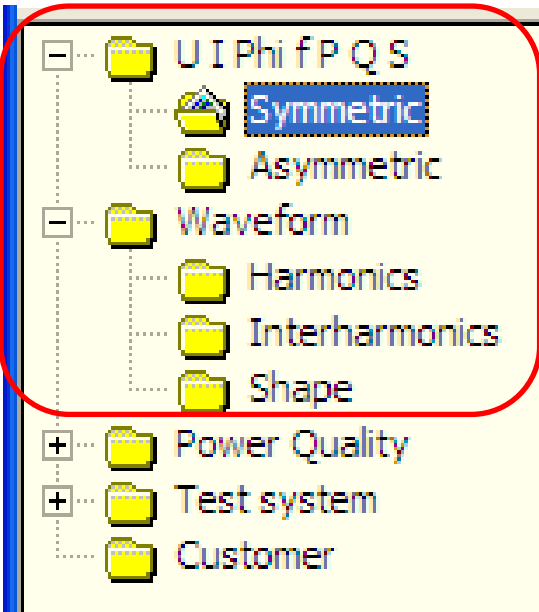 U I Phi f P Q S
Symmetric
Asymmetric
Waveform
Harmonics
Interharmonics
Shape
Power Quality
Test system
Customer